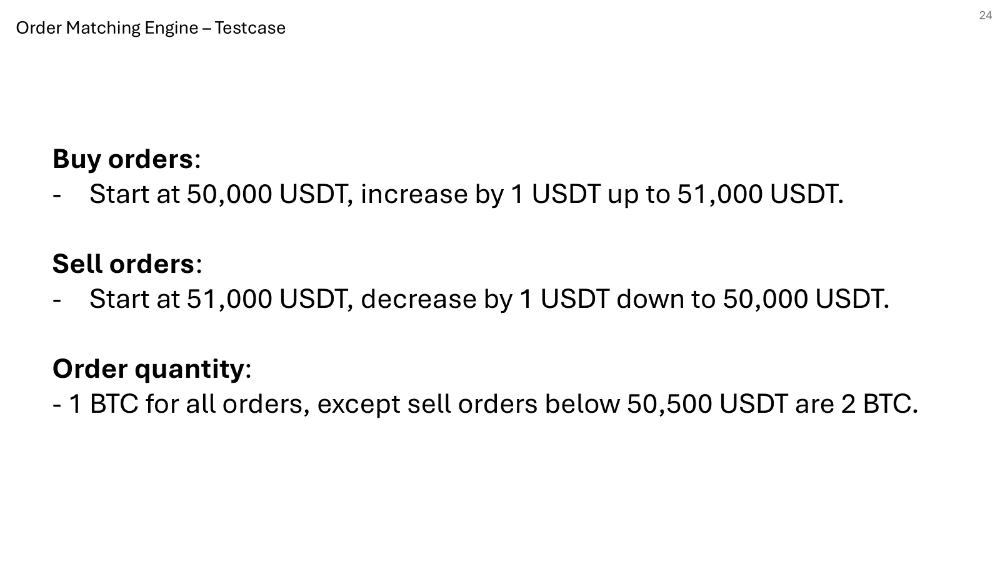 24
Order Matching Engine – Testcase
Buy orders:
- Start at 50,000 USDT, increase by 1 USDT up to 51,000 USDT.
Sell orders:
- Start at 51,000 USDT, decrease by 1 USDT down to 50,000 USDT.
Order quantity:
- 1 BTC for all orders, except sell orders below 50,500 USDT are 2 BTC.